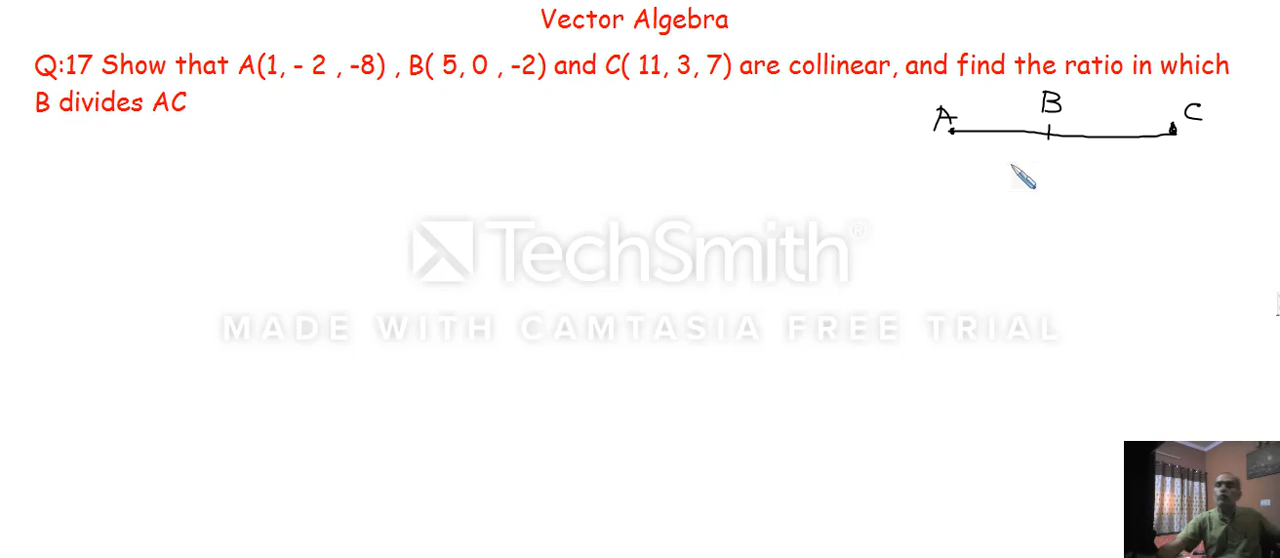 Vector Algebra
Q:17 Show that A(1, - 2 , -8) , B( 5, 0 , -2) and C( 11, 3, 7) are collinear, and find the ratio in which
B divides AC
A B C
TechSmith®
MADE WITH CAMTASIA FREE TRIAL